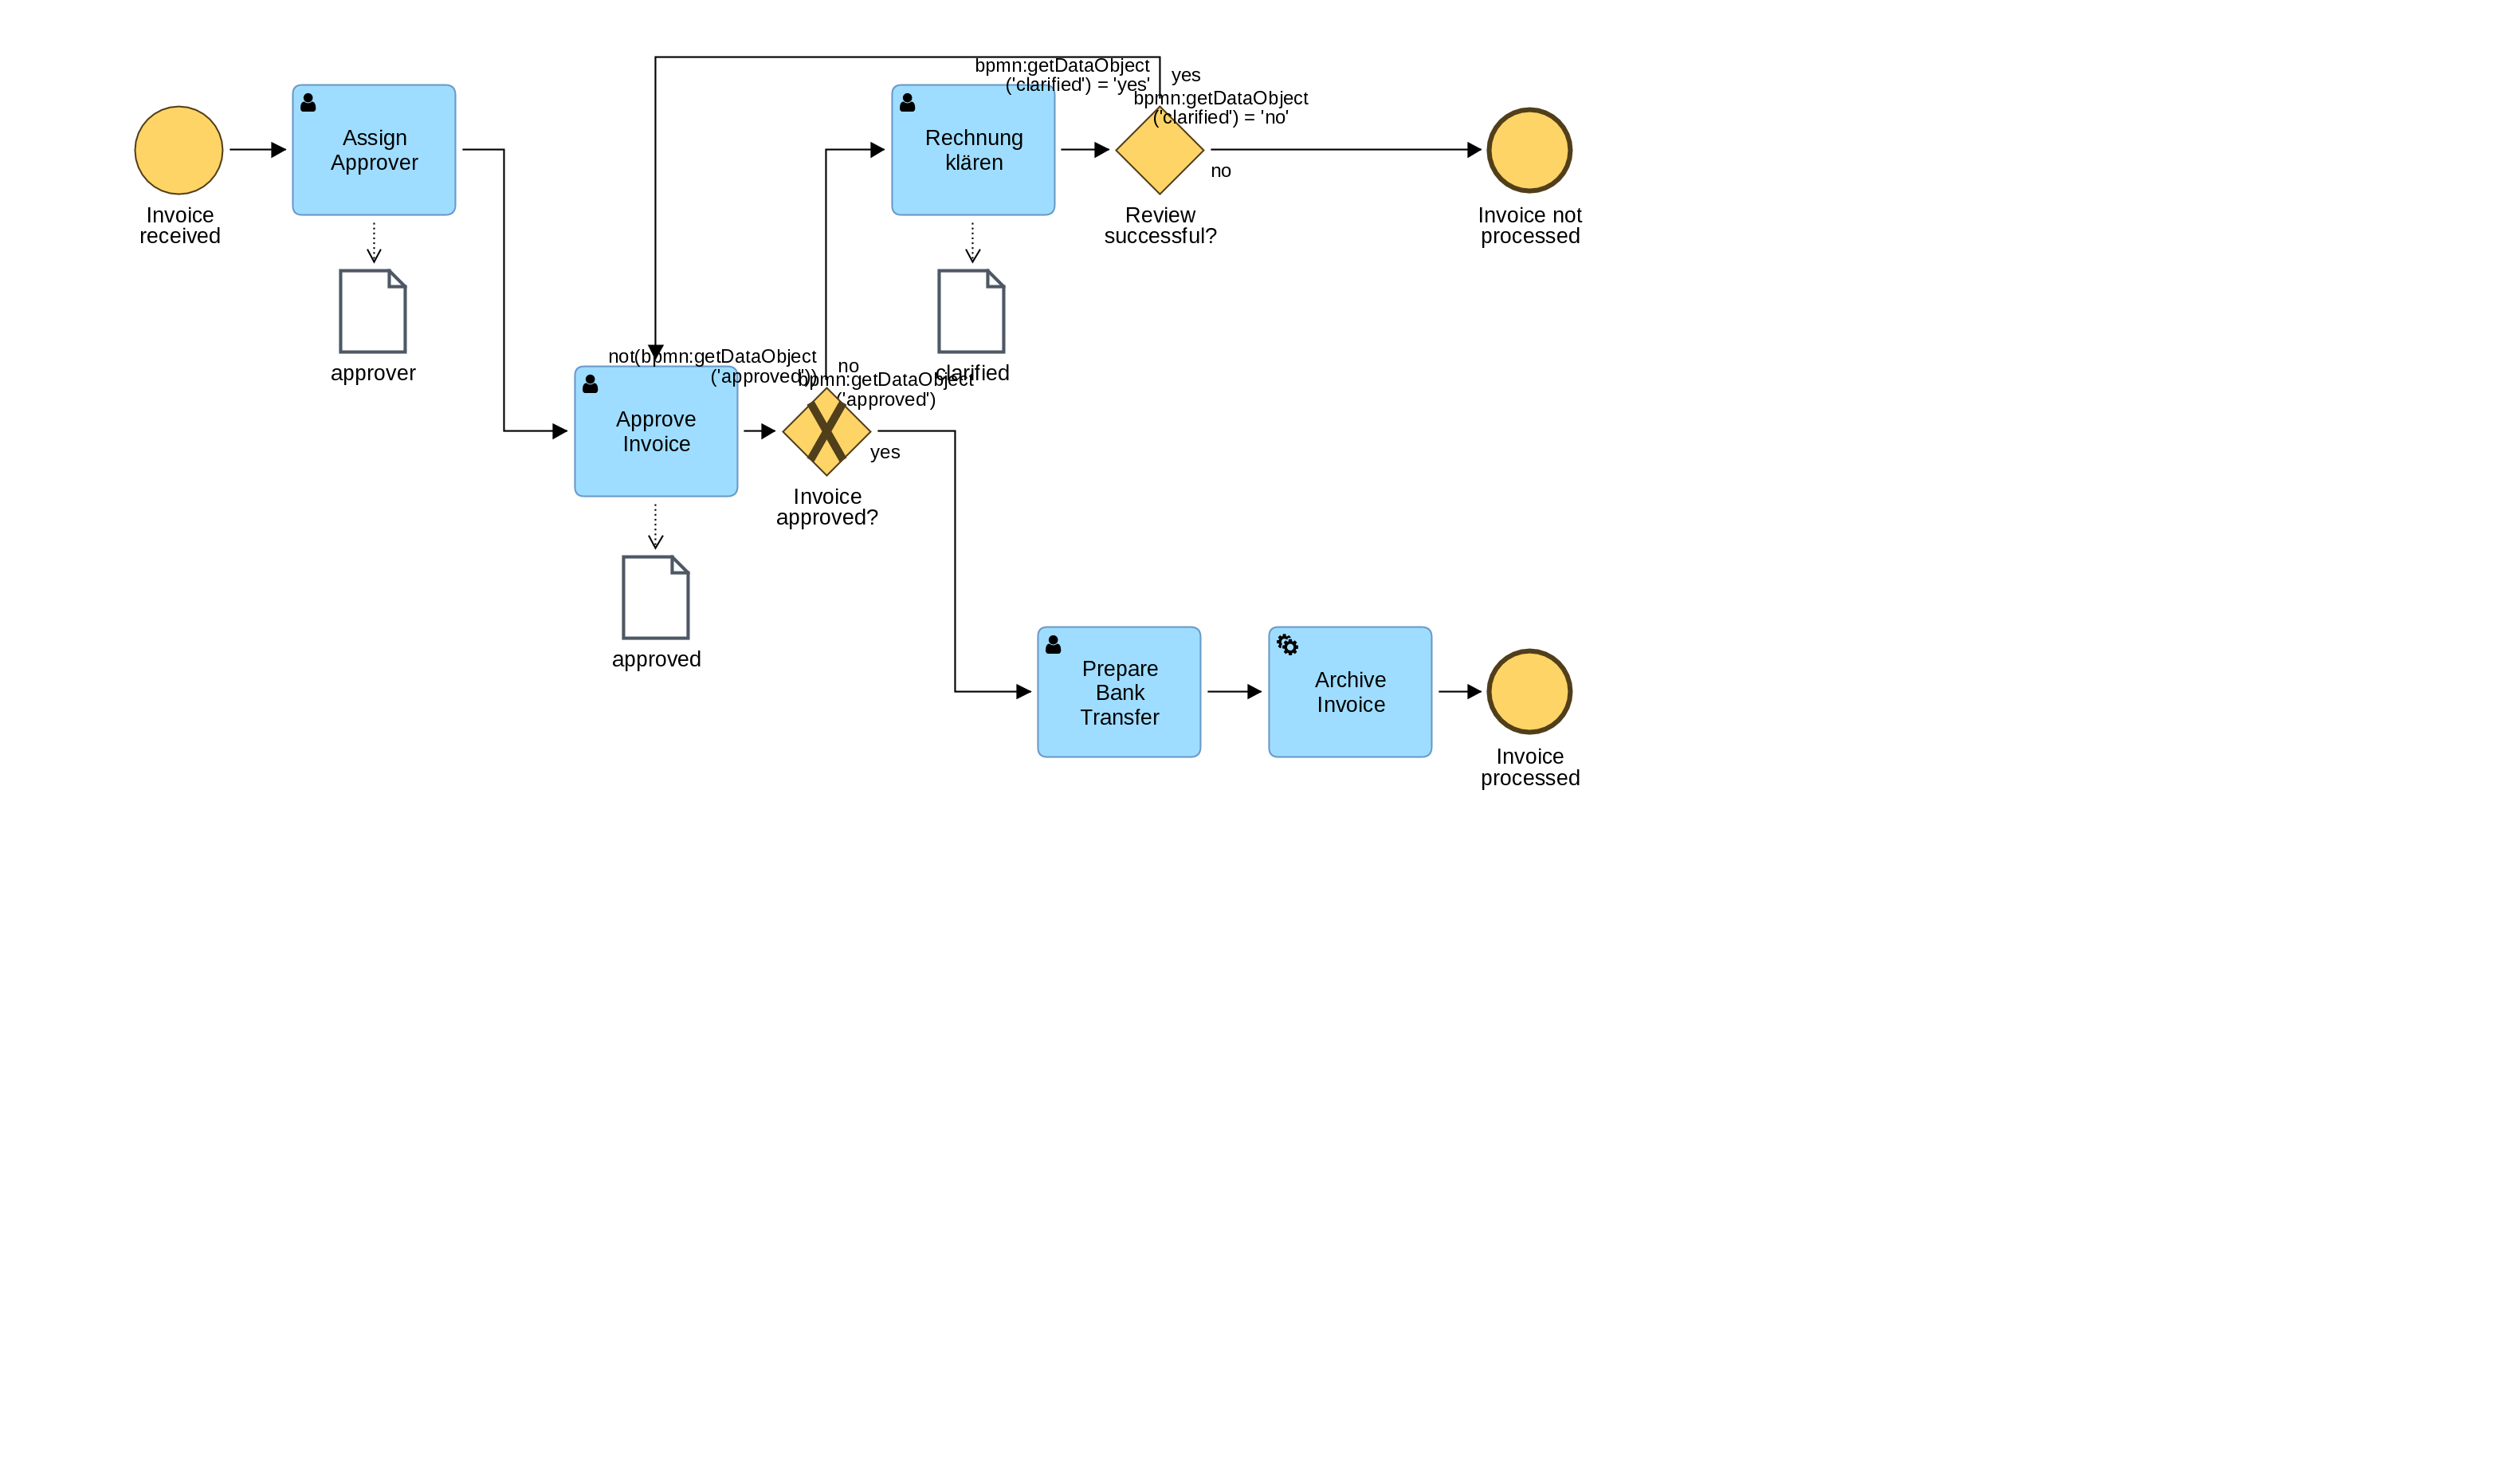 bpmn:getDataObject
('clarified') = 'yes'
yes
bpmn:getDataObject
('clarified') = 'no'
Assign
Approver
Rechnung
klären
no
Invoice
received
Review
successful?
Invoice not
processed
approver
clarified
not(bpmn:getDataObject
('approved'))
no
bpmn:getDataObject
('approved')
Approve
Invoice
yes
Invoice
approved?
approved
Prepare
Bank
Transfer
Archive
Invoice
Invoice
processed